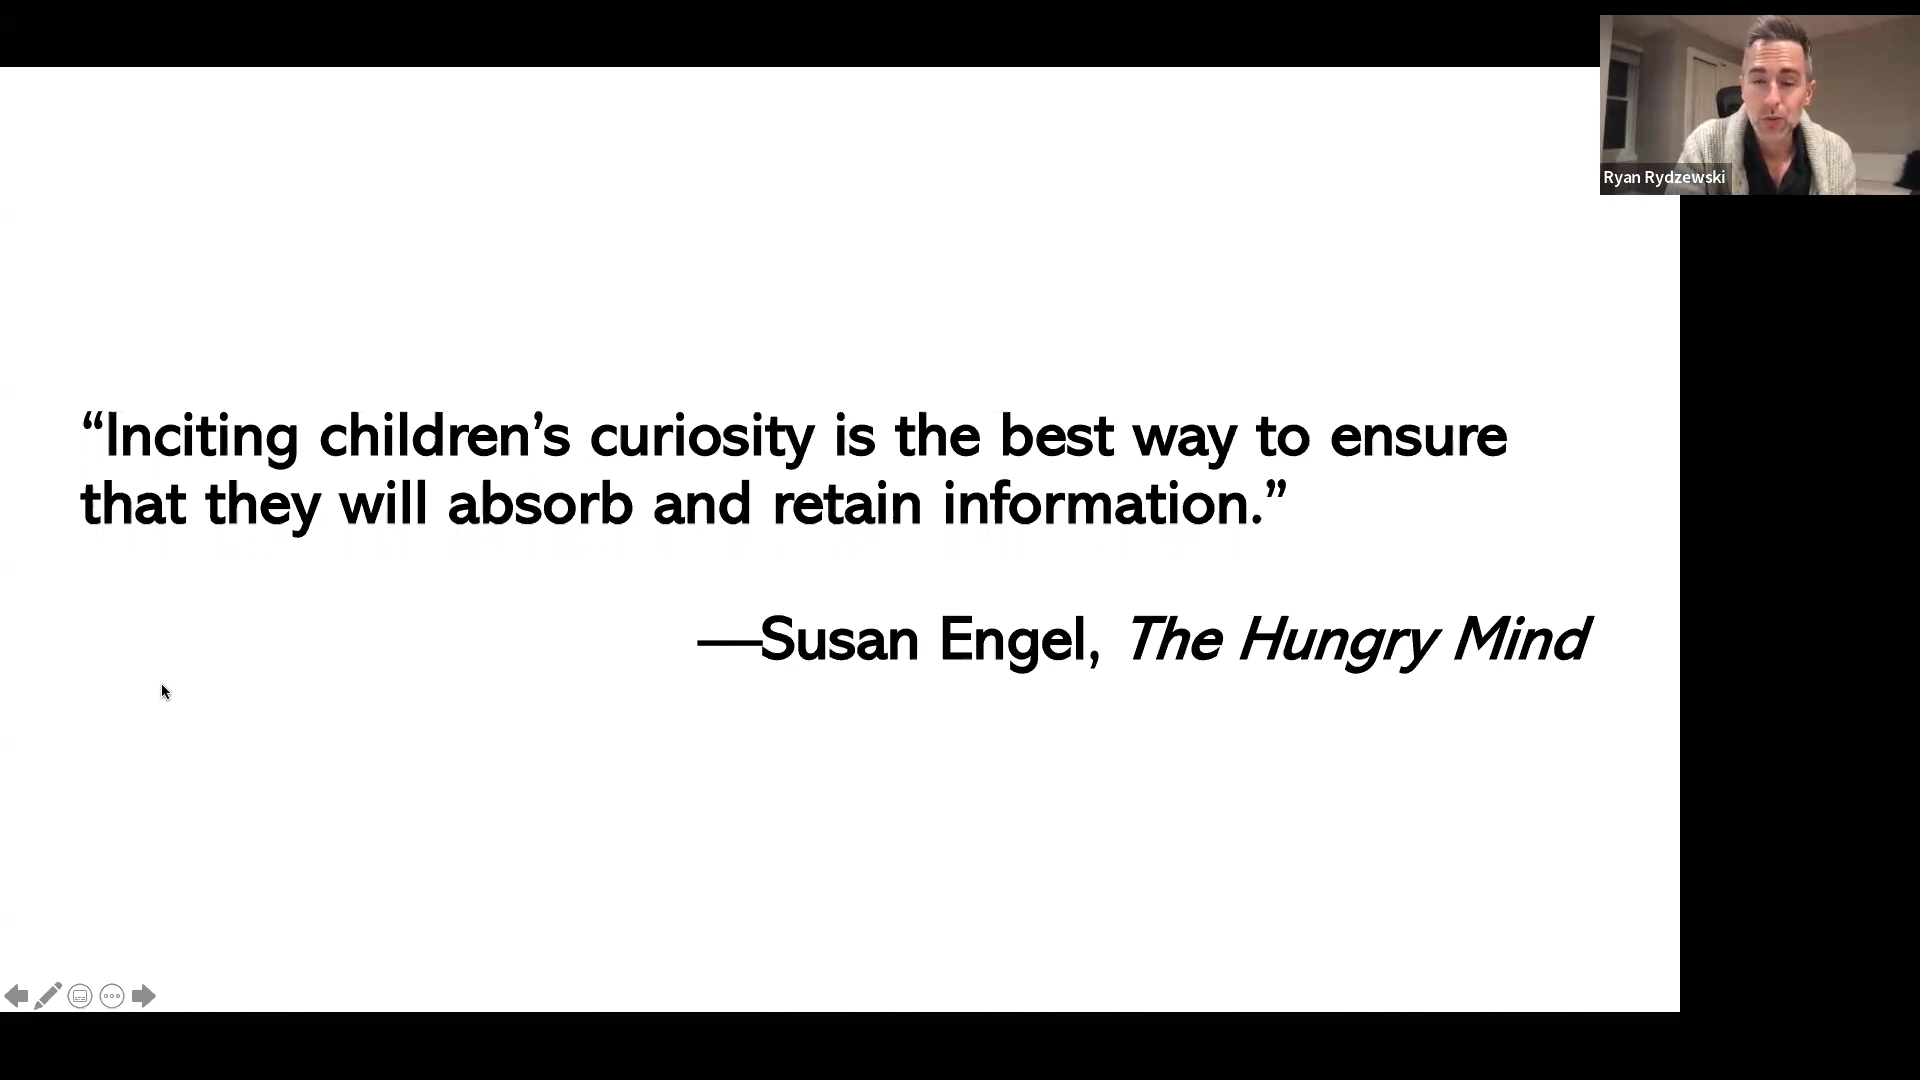 Ryan Rydzewski
“Inciting children’s curiosity is the best way to ensure
that they will absorb and retain information.”
—Susan Engel, The Hungry Mind